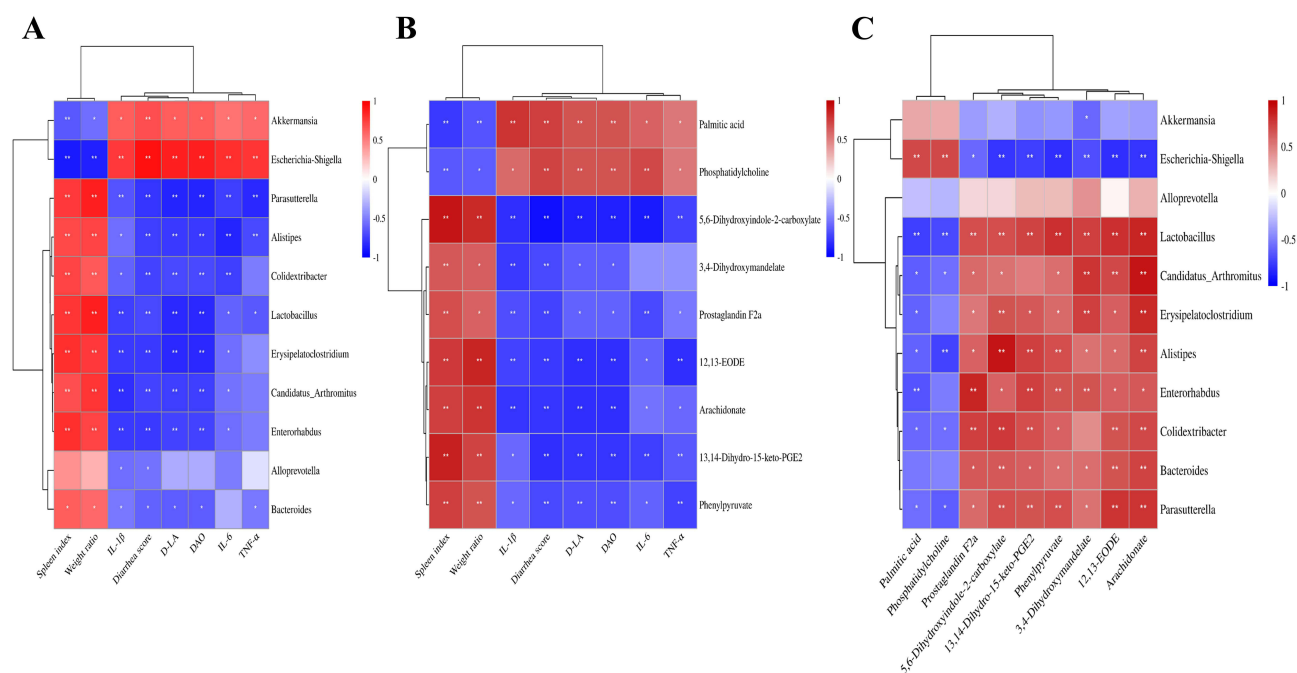 A
Akkermansia
Escherichia-Shigella
Parasutterella
Alistipes
Colidextribacter
Lactobacillus
Erysipelatoclostridium
Candidatus_Arthromitus
Enterorhabdus
Alloprevotella
Bacteroides
1
0.5
0
-0.5
-1
Spleen index
Weight ratio
IL-1β
Diarrhea score
D-LA
DAO
IL-6
TNF-α
B
Palmitic acid
Phosphatidylcholine
5,6-Dihydroxyindole-2-carboxylate
3,4-Dihydroxymandelate
Prostaglandin F2a
12,13-EODE
Arachidonate
13,14-Dihydro-15-keto-PGE2
Phenylpyruvate
1
0.5
0
-0.5
-1
Spleen index
Weight ratio
IL-1β
Diarrhea score
D-LA
DAO
IL-6
TNF-α
C
Akkermansia
Escherichia-Shigella
Alloprevotella
Lactobacillus
Candidatus_Arthromitus
Erysipelatoclostridium
Alistipes
Enterorhabdus
Colidextribacter
Bacteroides
Parasutterella
1
0.5
0
-0.5
-1
Palmitic acid
Phosphatidylcholine
Prostaglandin F2a
5,6-Dihydroxyindole-2-carboxylate
13,14-Dihydro-15-keto-PGE2
Phenylpyruvate
3,4-Dihydroxymandelate
12,13-EODE
Arachidonate